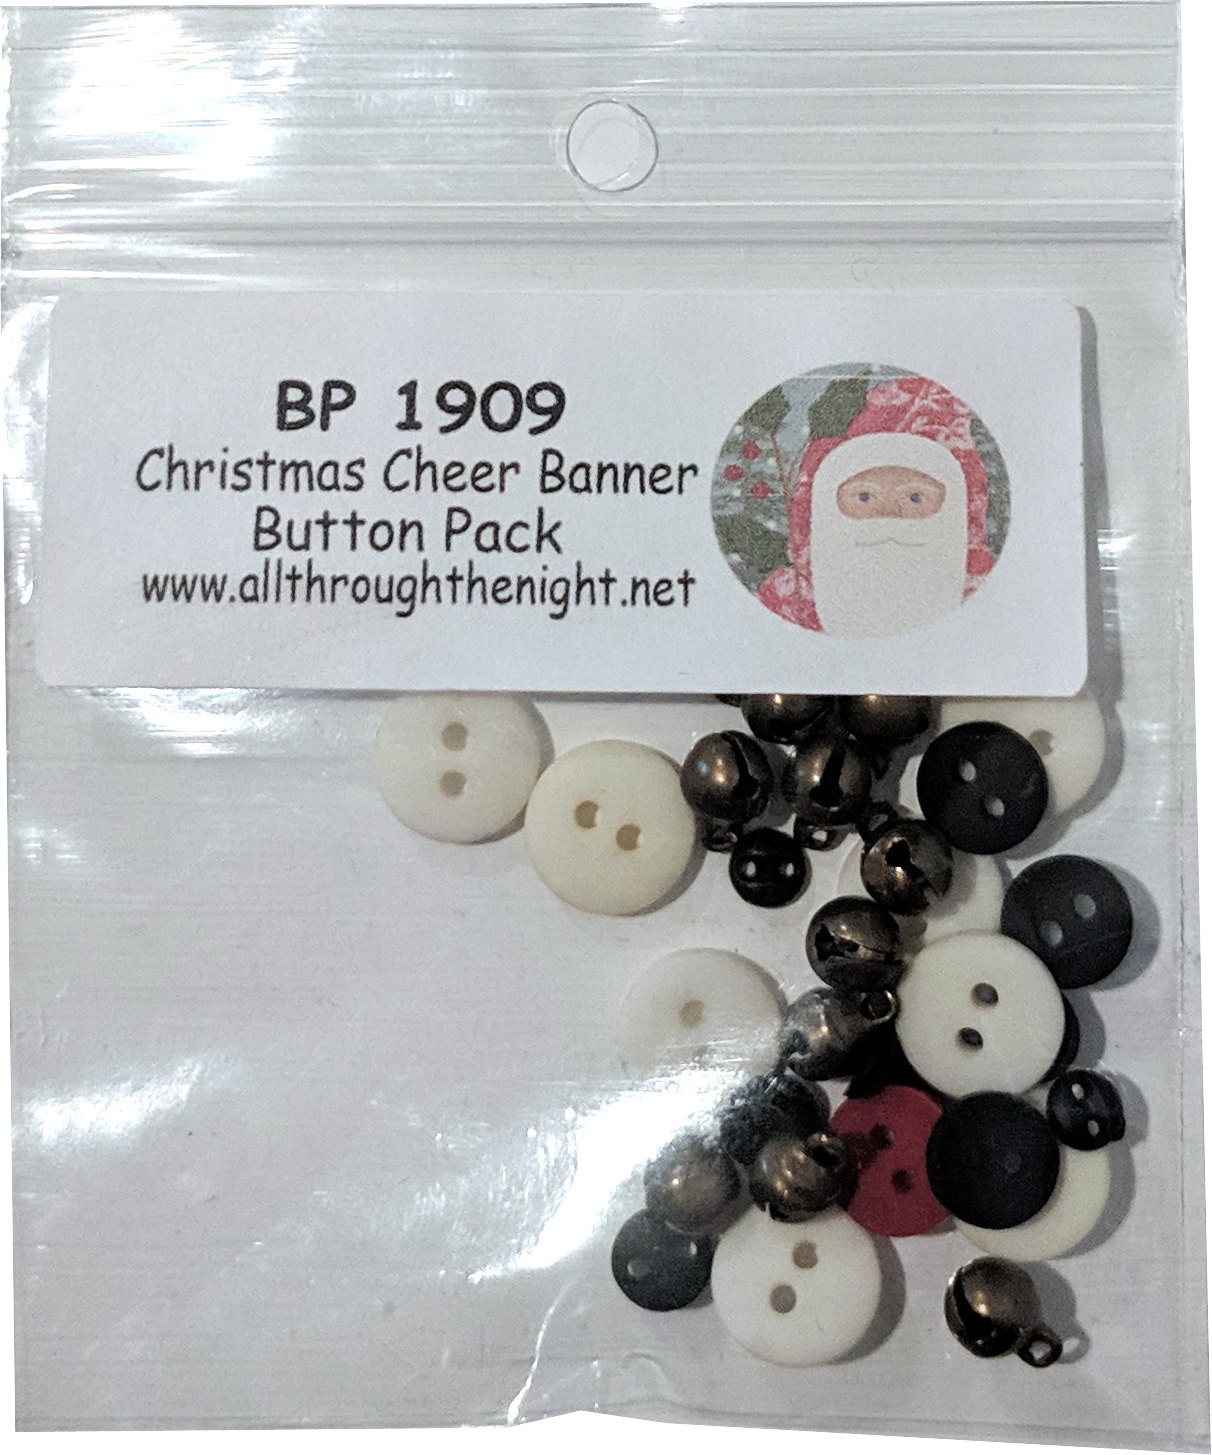 BP 1909
Christmas Cheer Banner
Button Pack
www.allthroughthenight.net